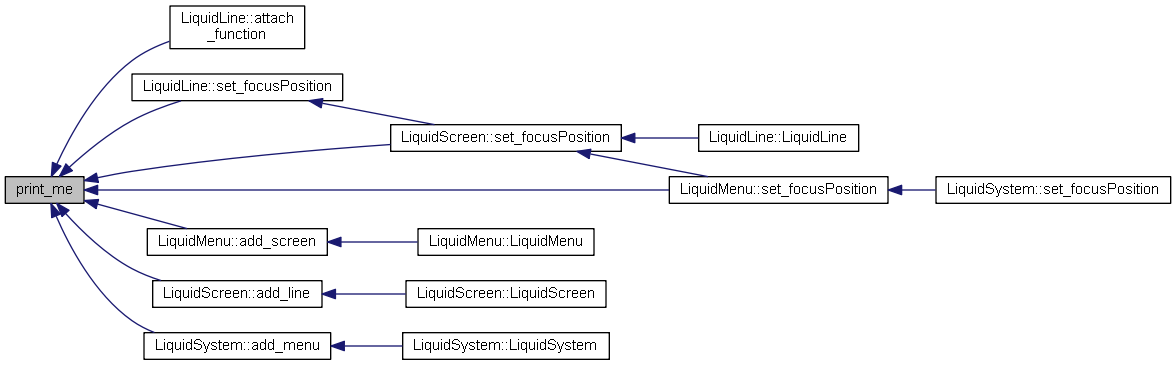 LiquidLine::attach
_function
LiquidLine::set_focusPosition
LiquidScreen::set_focusPosition
LiquidLine::LiquidLine
print_me
LiquidMenu::set_focusPosition
LiquidSystem::set_focusPosition
LiquidMenu::add_screen
LiquidMenu::LiquidMenu
LiquidScreen::add_line
LiquidScreen::LiquidScreen
LiquidSystem::add_menu
LiquidSystem::LiquidSystem